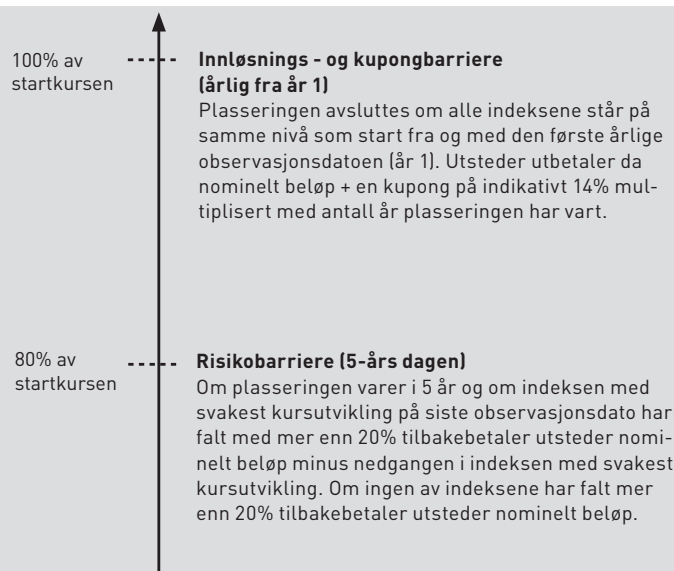 100% av
startkursen
Innløsnings - og kupongbarriere
(årlig fra år 1)
Plasseringen avsluttes om alle indeksene står på
samme nivå som start fra og med den første årlige
observasjonsdatoen (år 1). Utsteder utbetaler da
nominelt beløp + en kupong på indikativt 14% mul-
tiplisert med antall år plasseringen har vart.
80% av
startkursen
Risikobarriere (5-års dagen)
Om plasseringen varer i 5 år og om indeksen med
svakest kursutvikling på siste observasjonsdato har
falt med mer enn 20% tilbakebetaler utsteder nomi-
nelt beløp minus nedgangen i indeksen med svakest
kursutvikling. Om ingen av indeksene har falt mer
enn 20% tilbakebetaler utsteder nominelt beløp.